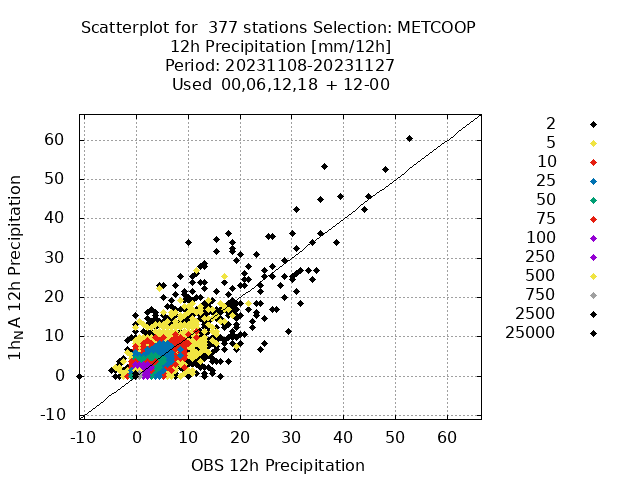 Scatterplot for 377 stations Selection: METCOOP
12h Precipitation [mm/12h]
Period: 20231108-20231127
Used 00,06,12,18 + 12-00
1h_NA 12h Precipitation
60
50
40
30
20
10
0
-10
-10 0 10 20 30 40 50 60
OBS 12h Precipitation
2
5
10
25
50
75
100
250
500
750
2500
25000